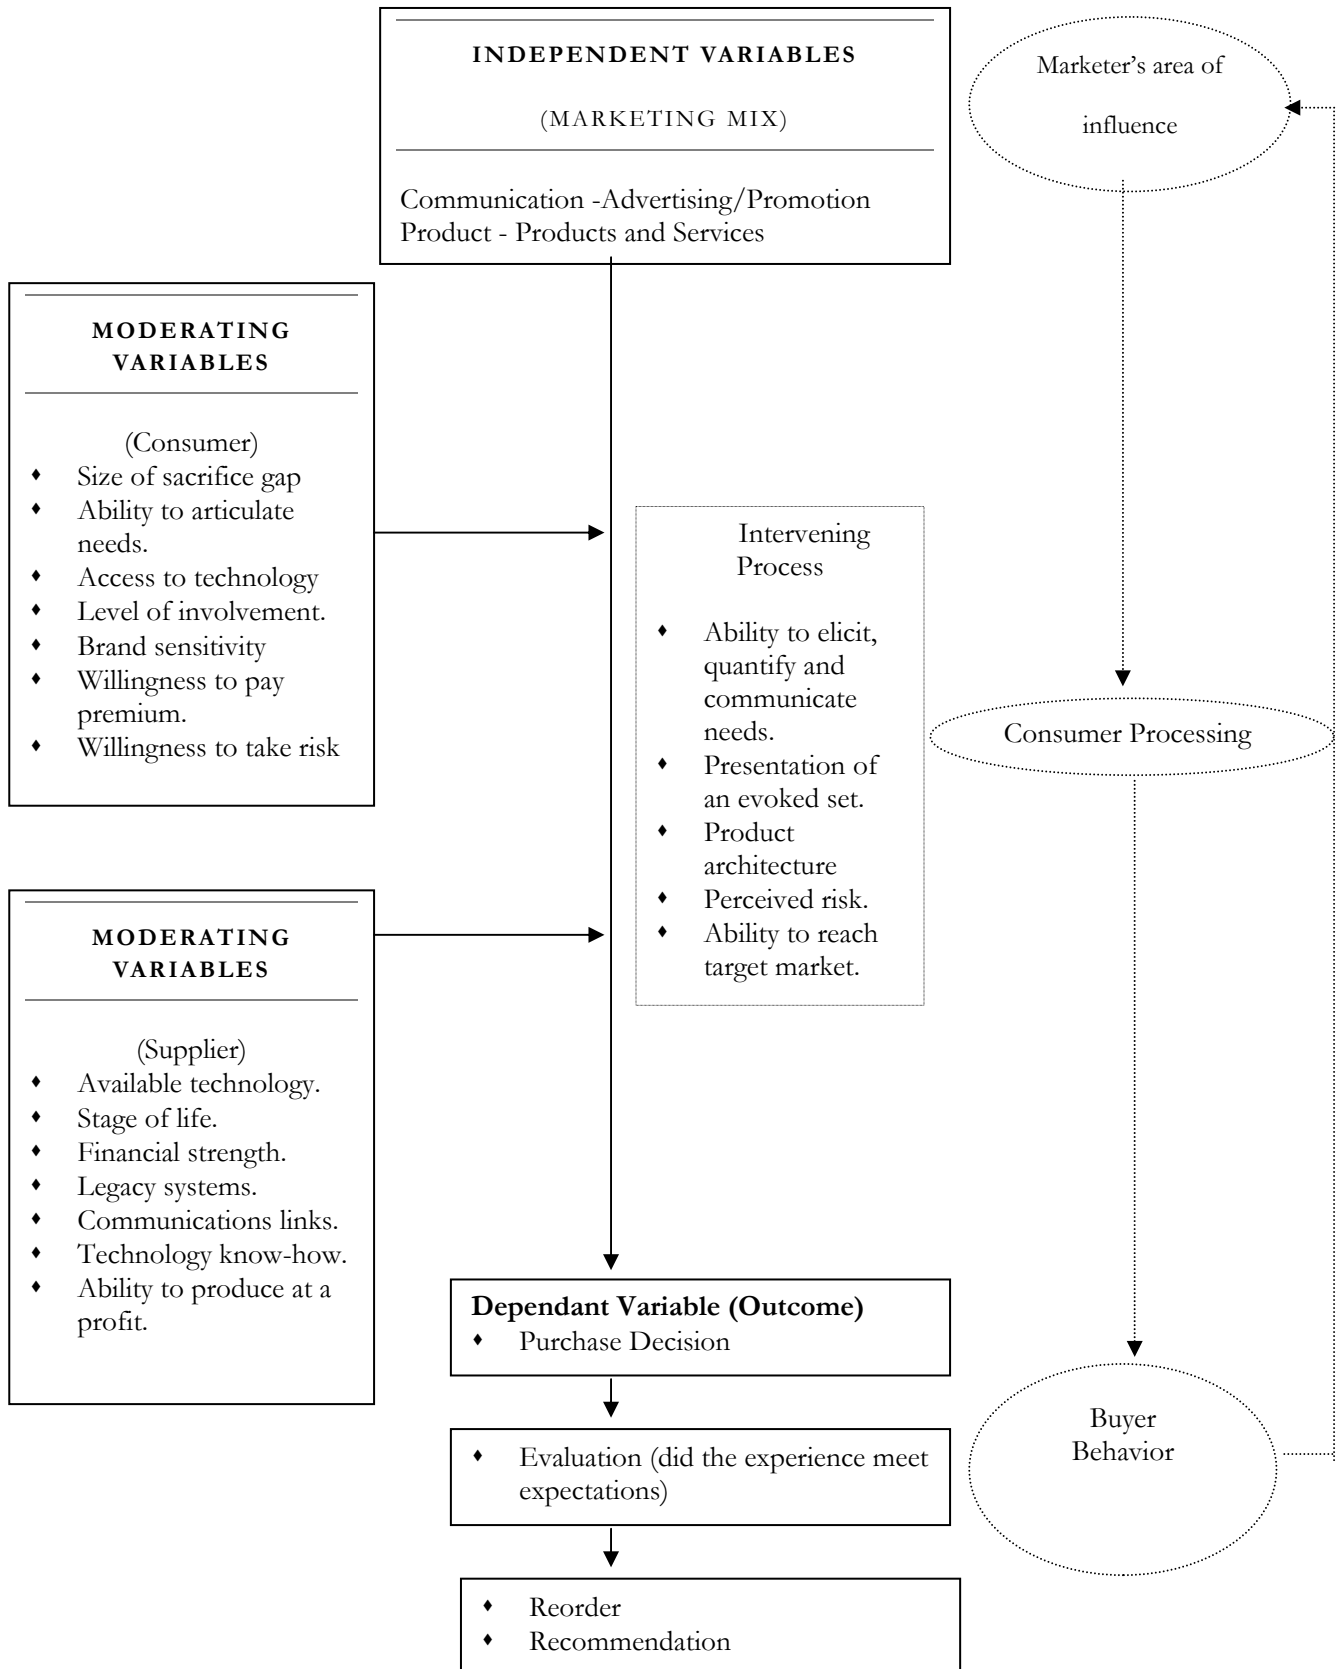 INDEPENDENT VARIABLES
(MARKETING MIX)
Communication -Advertising/Promotion
Product - Products and Services
Marketer’s area of
influence
MODERATING
VARIABLES
(Consumer)
♦ Size of sacrifice gap
♦ Ability to articulate
needs.
♦ Access to technology
♦ Level of involvement.
♦ Brand sensitivity
♦ Willingness to pay
premium.
♦ Willingness to take risk
Intervening
Process
♦ Ability to elicit,
quantify and
communicate
needs.
♦ Presentation of
an evoked set.
♦ Product
architecture
♦ Perceived risk.
♦ Ability to reach
target market.
Consumer Processing
MODERATING
VARIABLES
(Supplier)
♦ Available technology.
♦ Stage of life.
♦ Financial strength.
♦ Legacy systems.
♦ Communications links.
♦ Technology know-how.
♦ Ability to produce at a
profit.
Dependant Variable (Outcome)
♦ Purchase Decision
♦ Evaluation (did the experience meet
expectations)
Buyer
Behavior
♦ Reorder
♦ Recommendation